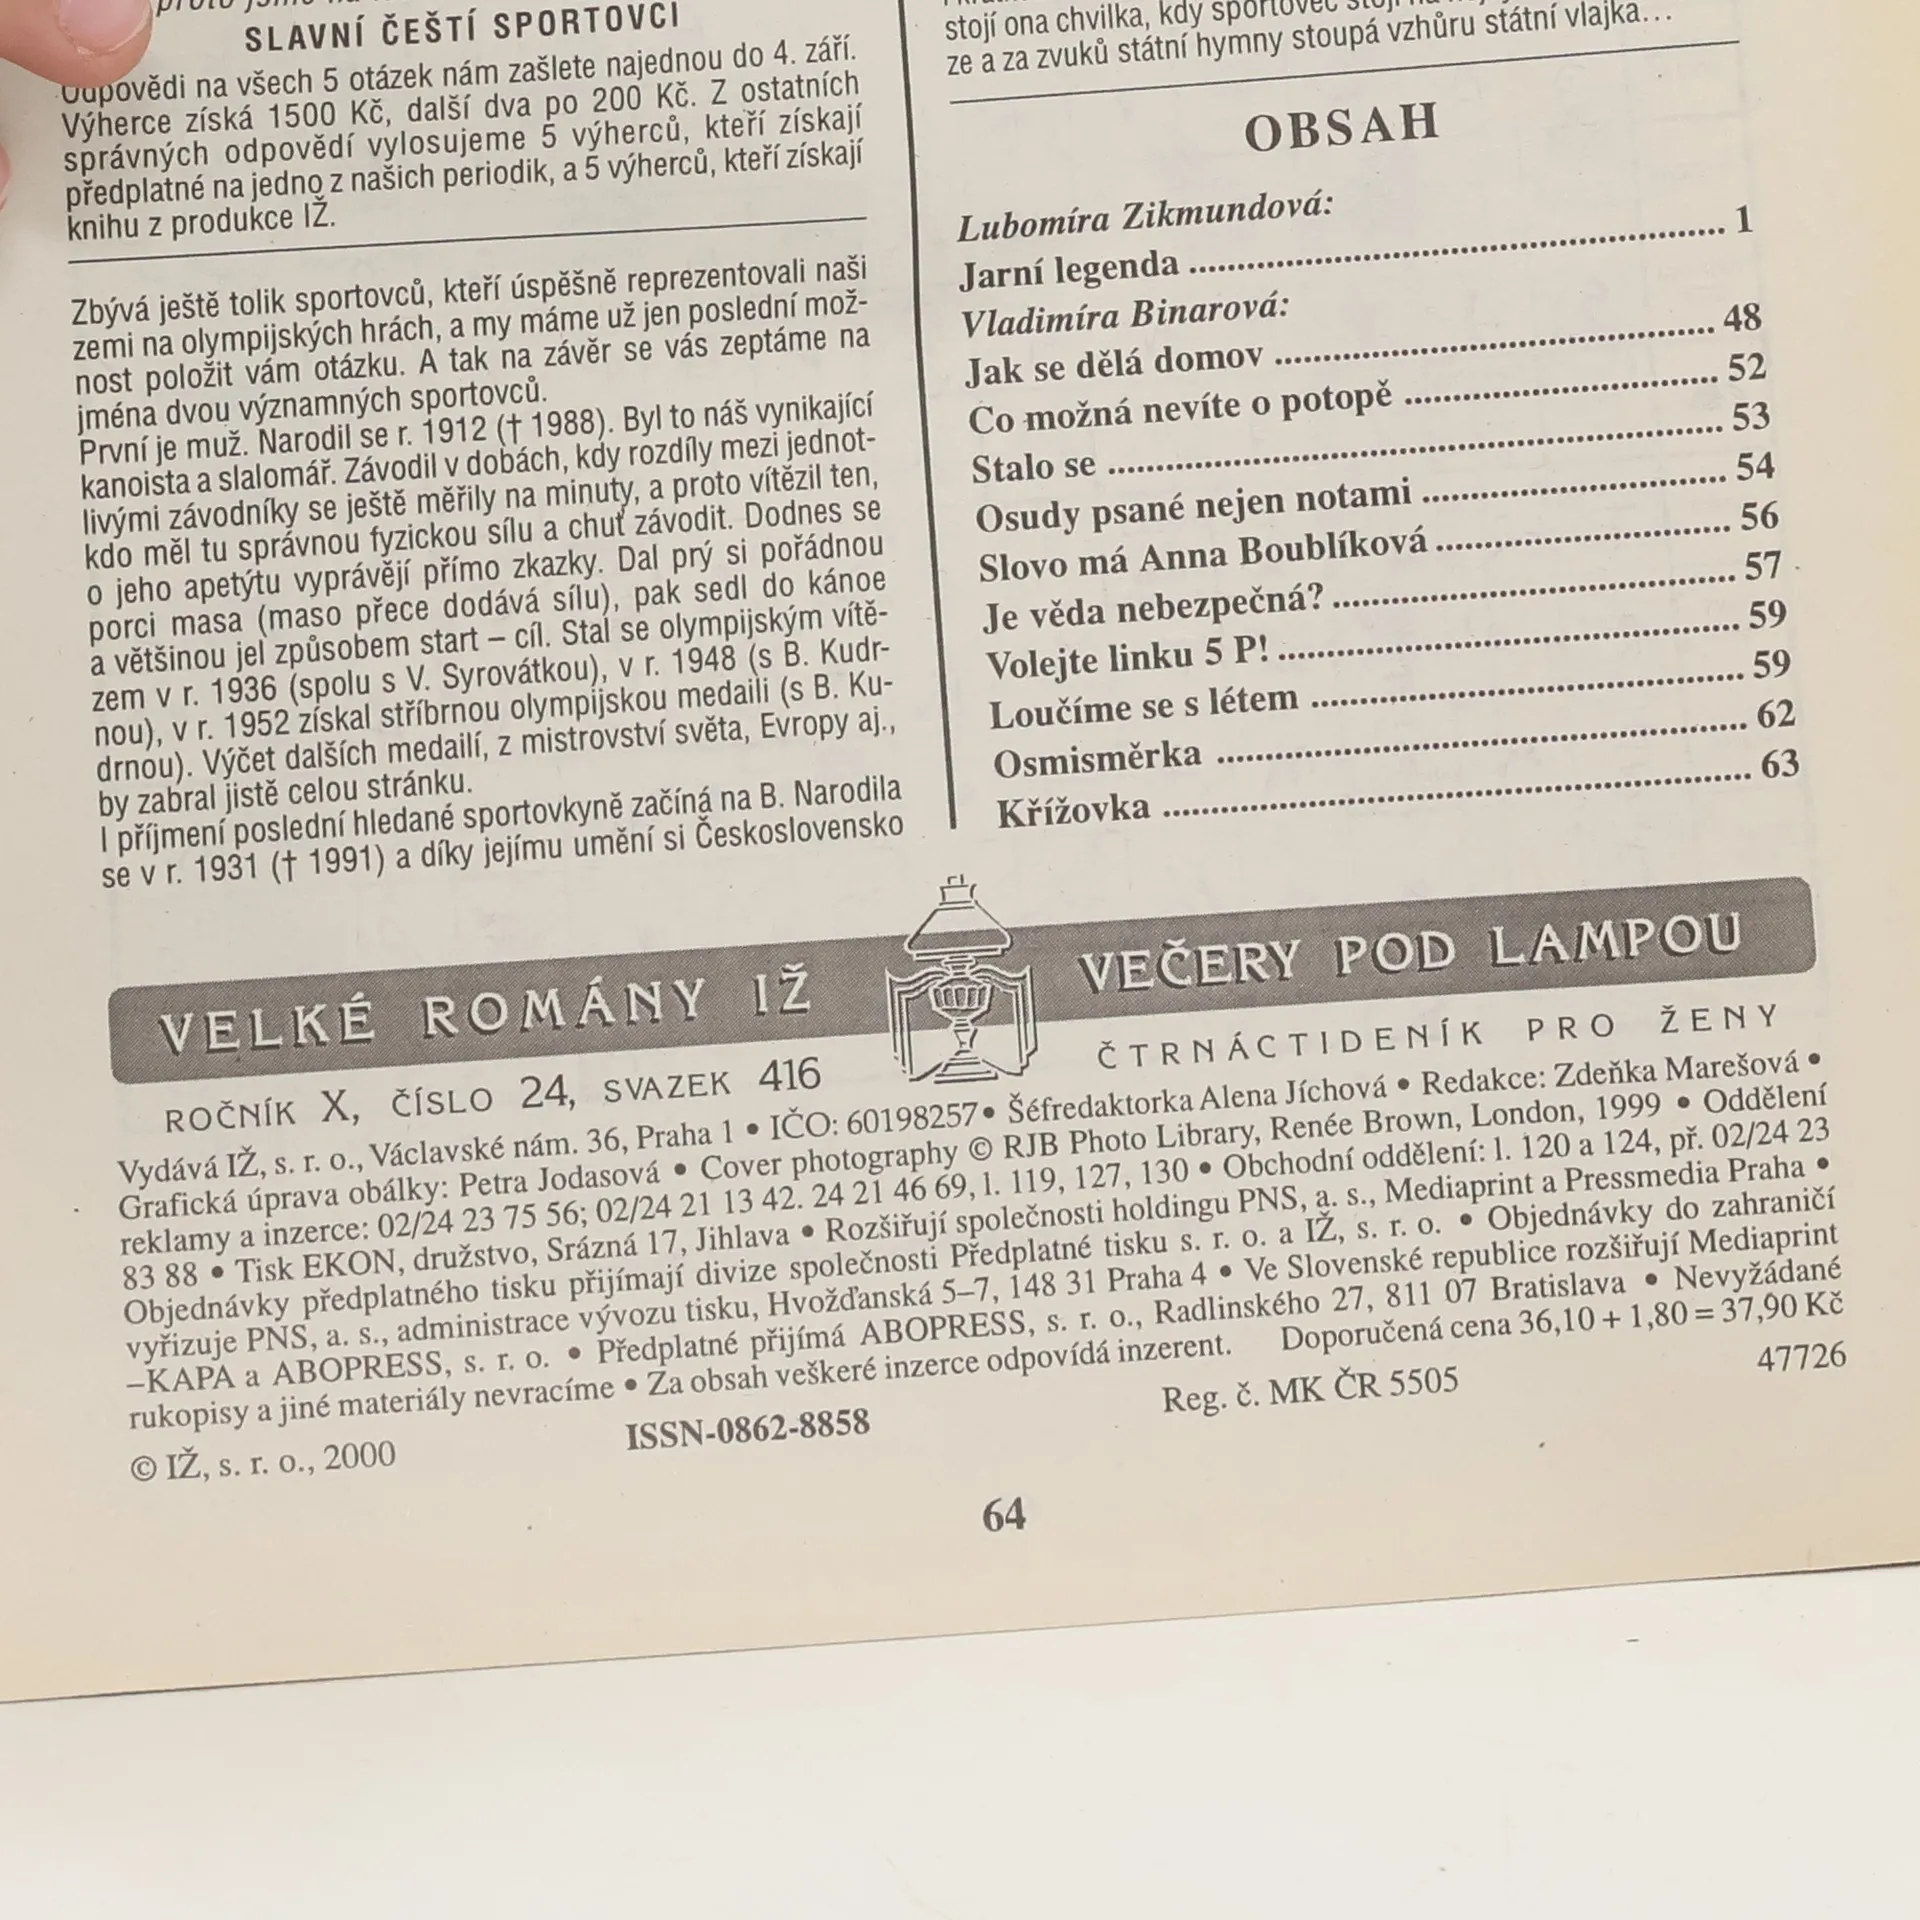 SLAVNÍ ČEŠTÍ SPORTOVCI
Odpovědi na všech 5 otázek nám zašlete najednou do 4. září.
Výherce získá 1500 Kč, další dva po 200 Kč. Z ostatních
správných odpovědí vylosujeme 5 výherců, kteří získají
předplatné na jedno z našich periodik, a 5 výherců, kteří získají
knihu z produkce IŽ.
Zbývá ještě tolik sportovců, kteří úspěšně reprezentovali naši
zemi na olympijských hrách, a my máme už jen poslední mož-
nost položit vám otázku. A tak na závěr se vás zeptáme na
jména dvou významných sportovců.
První je muž. Narodil se r. 1912 († 1988). Byl to náš vynikající
kanoista a slalomář. Závodil v dobách, kdy rozdíly mezi jednot-
livými závodníky se ještě měřily na minuty, a proto vítězil ten,
kdo měl tu správnou fyzickou sílu a chuť závodit. Dodnes se
o jeho apetýtu vyprávějí přímo zkazky. Dal prý si pořádnou
porci masa (maso přece dodává sílu), pak sedl do kánoe
a většinou jel způsobem start – cíl. Stal se olympijským vítě-
zem v r. 1936 (spolu s V. Syrovátkou), v r. 1948 (s B. Kudr-
nou), v r. 1952 získal stříbrnou olympijskou medaili (s B. Ku-
drnou). Výčet dalších medailí, z mistrovství světa, Evropy aj.,
by zabral jistě celou stránku.
I příjmení poslední hledané sportovkyně začíná na B. Narodila
se v r. 1931 († 1991) a díky jejímu umění si Československo
stojí ona chvilka, kdy sportovec stojí na
ze a za zvuků státní hymny stoupá vzhůru státní vlajka...
OBSAH
Lubomíra Zikmundová:
Jarní legenda ........ 1
Vladimíra Binarová:
Jak se dělá domov ........ 48
Co možná nevíte o potopě ........ 52
Stalo se ........ 53
Osudy psané nejen notami ........ 54
Slovo má Anna Boublíková ........ 56
Je věda nebezpečná? ........ 57
Volejte linku 5 P! ........ 59
Loučíme se s létem ........ 59
Osmisměrka ........ 62
Křížovka ........ 63
VELKÉ ROMÁNY IŽ VEČERY POD LAMPOU
ROČNÍK X, ČÍSLO 24, SVAZEK 416 ČTRNÁCTIDENÍK PRO ŽENY
Vydává IŽ, s. r. o., Václavské nám. 36, Praha 1 • IČO: 60198257 • Šéfredaktorka Alena Jíchová • Redakce: Zdeňka Marešová •
Grafická úprava obálky: Petra Jodasová • Cover photography © RJB Photo Library, Renée Brown, London, 1999 • Oddělení
reklamy a inzerce: 02/24 23 75 56; 02/24 21 13 42. 24 21 46 69, l. 119, 127, 130 • Obchodní oddělení: l. 120 a 124, př. 02/24 23
83 88 • Tisk EKON, družstvo, Srázná 17, Jihlava • Rozšiřují společnosti holdingu PNS, a. s., Mediaprint a Pressmedia Praha •
Objednávky předplatného tisku přijímají divize společnosti Předplatné tisku s. r. o. a IŽ, s. r. o. • Objednávky do zahraničí
vyřizuje PNS, a. s., administrace vývozu tisku, Hvožďanská 5–7, 148 31 Praha 4 • Ve Slovenské republice rozšiřují Mediaprint
–KAPA a ABOPRESS, s. r. o. • Předplatné přijímá ABOPRESS, s. r. o., Radlinského 27, 811 07 Bratislava • Nevyžádané
rukopisy a jiné materiály nevracíme • Za obsah veškeré inzerce odpovídá inzerent. Doporučená cena 36,10 + 1,80 = 37,90 Kč
© IŽ, s. r. o., 2000 ISSN-0862-8858 Reg. č. MK ČR 5505 47726
64